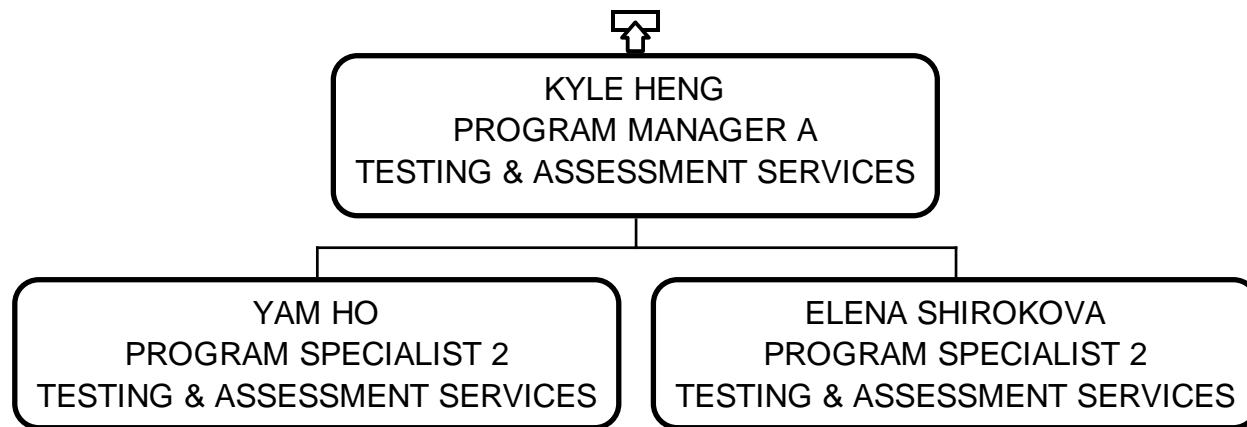 KYLE HENG
PROGRAM MANAGER A
TESTING & ASSESSMENT SERVICES
YAM HO
PROGRAM SPECIALIST 2
TESTING & ASSESSMENT SERVICES
ELENA SHIROKOVA
PROGRAM SPECIALIST 2
TESTING & ASSESSMENT SERVICES